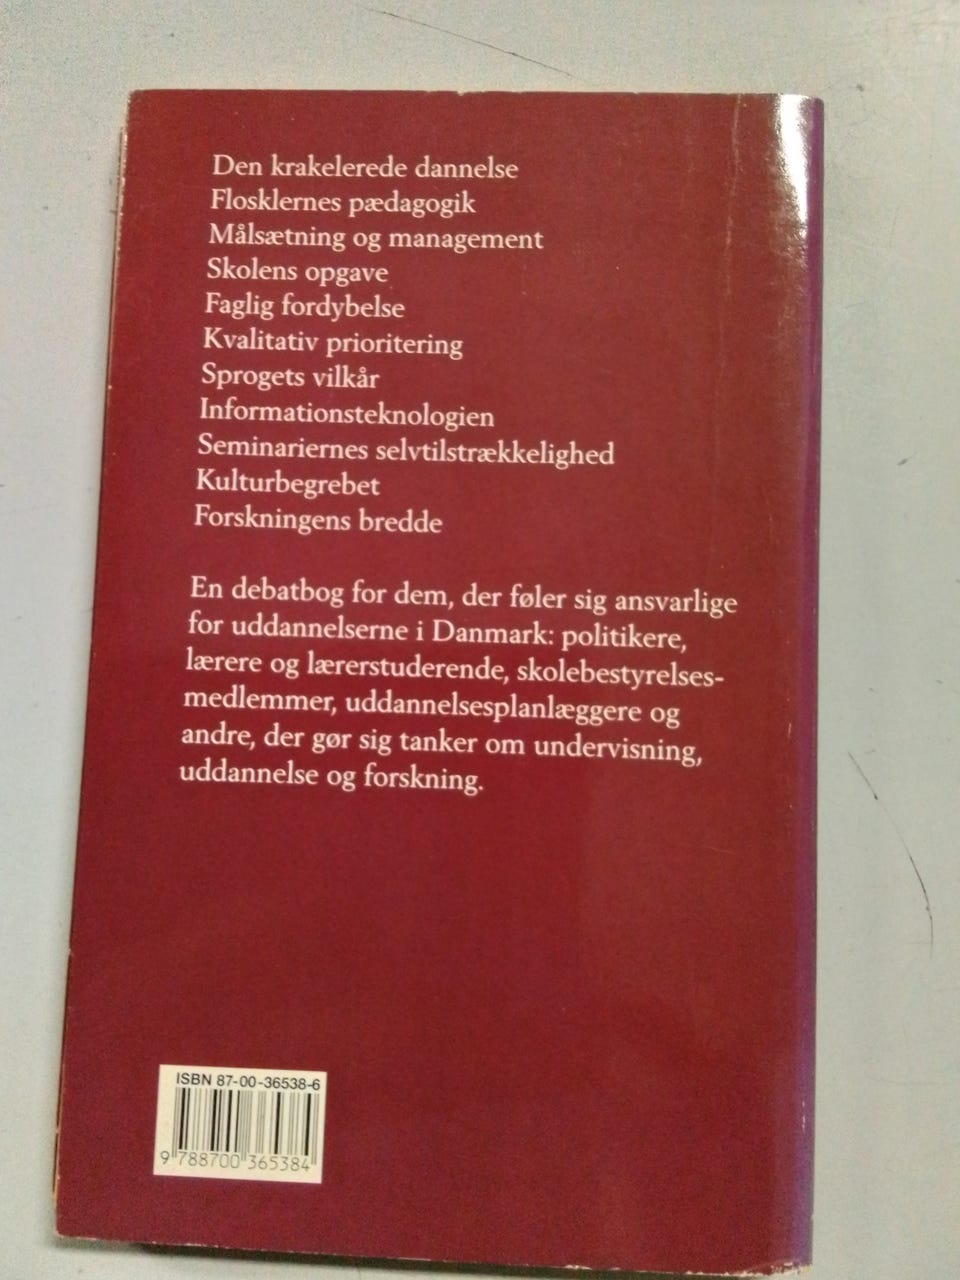 Den krakelerede dannelse
Flosklernes pædagogik
Målsætning og management
Skolens opgave
Faglig fordybelse
Kvalitativ prioritering
Sprogets vilkår
Informationsteknologien
Seminariernes selvtilstrækkelighed
Kulturbegrebet
Forskningens bredde
En debatbog for dem, der føler sig ansvarlige
for uddannelserne i Danmark: politikere,
lærere og lærerstuderende, skolebestyrelses-
medlemmer, uddannelsesplanlæggere og
andre, der gør sig tanker om undervisning,
uddannelse og forskning.
ISBN 87-00-36538-6
9 788700 365384